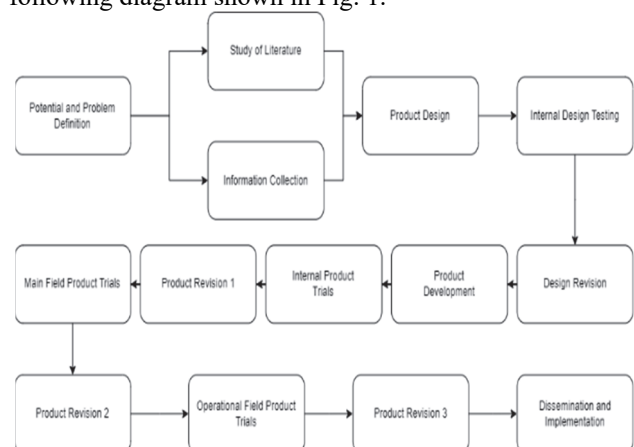 following diagram shown in Fig. 1.
Study of Literature
Potential and Problem
Definition
Product Design
Internal Design Testing
Information Collection
Main Field Product Trials
Product Revision 1
Internal Product
Trials
Product
Development
Design Revision
Product Revision 2
Operational Field Product
Trials
Product Revision 3
Dissemination and
Implementation